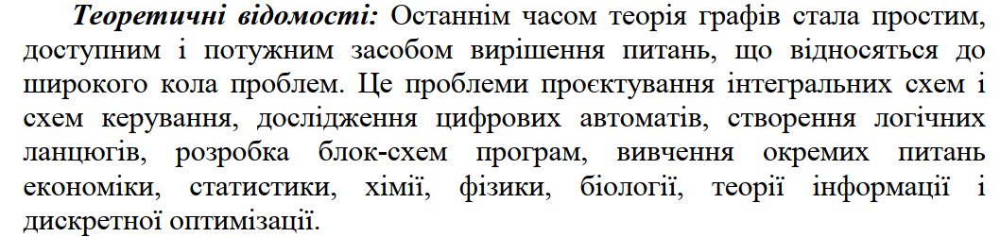 Теоретичні відомості: Останнім часом теорія графів стала простим,
доступним і потужним засобом вирішення питань, що відносяться до
широкого кола проблем. Це проблеми проєктування інтегральних схем і
схем керування, дослідження цифрових автоматів, створення логічних
ланцюгів, розробка блок-схем програм, вивчення окремих питань
економіки, статистики, хімії, фізики, біології, теорії інформації і
дискретної оптимізації.